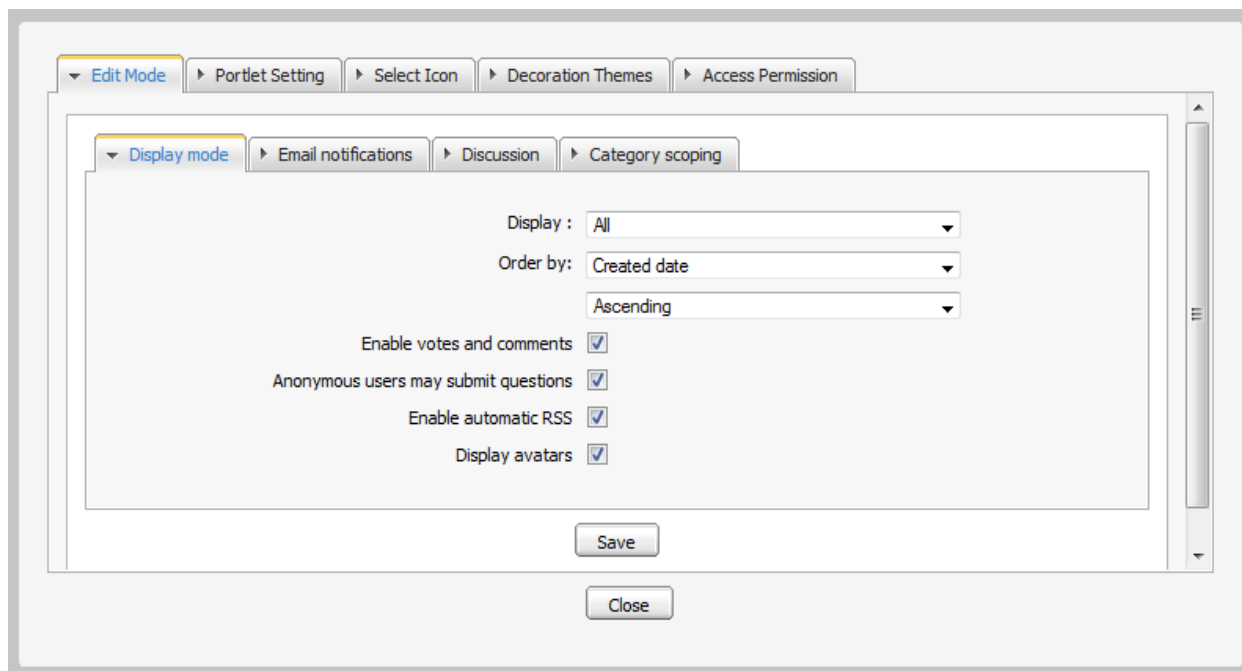 Edit Mode Portlet Setting Select Icon Decoration Themes Access Permission
Display mode Email notifications Discussion Category scoping
Display : All
Order by: Created date
Ascending
Enable votes and comments
Anonymous users may submit questions
Enable automatic RSS
Display avatars
Save
Close